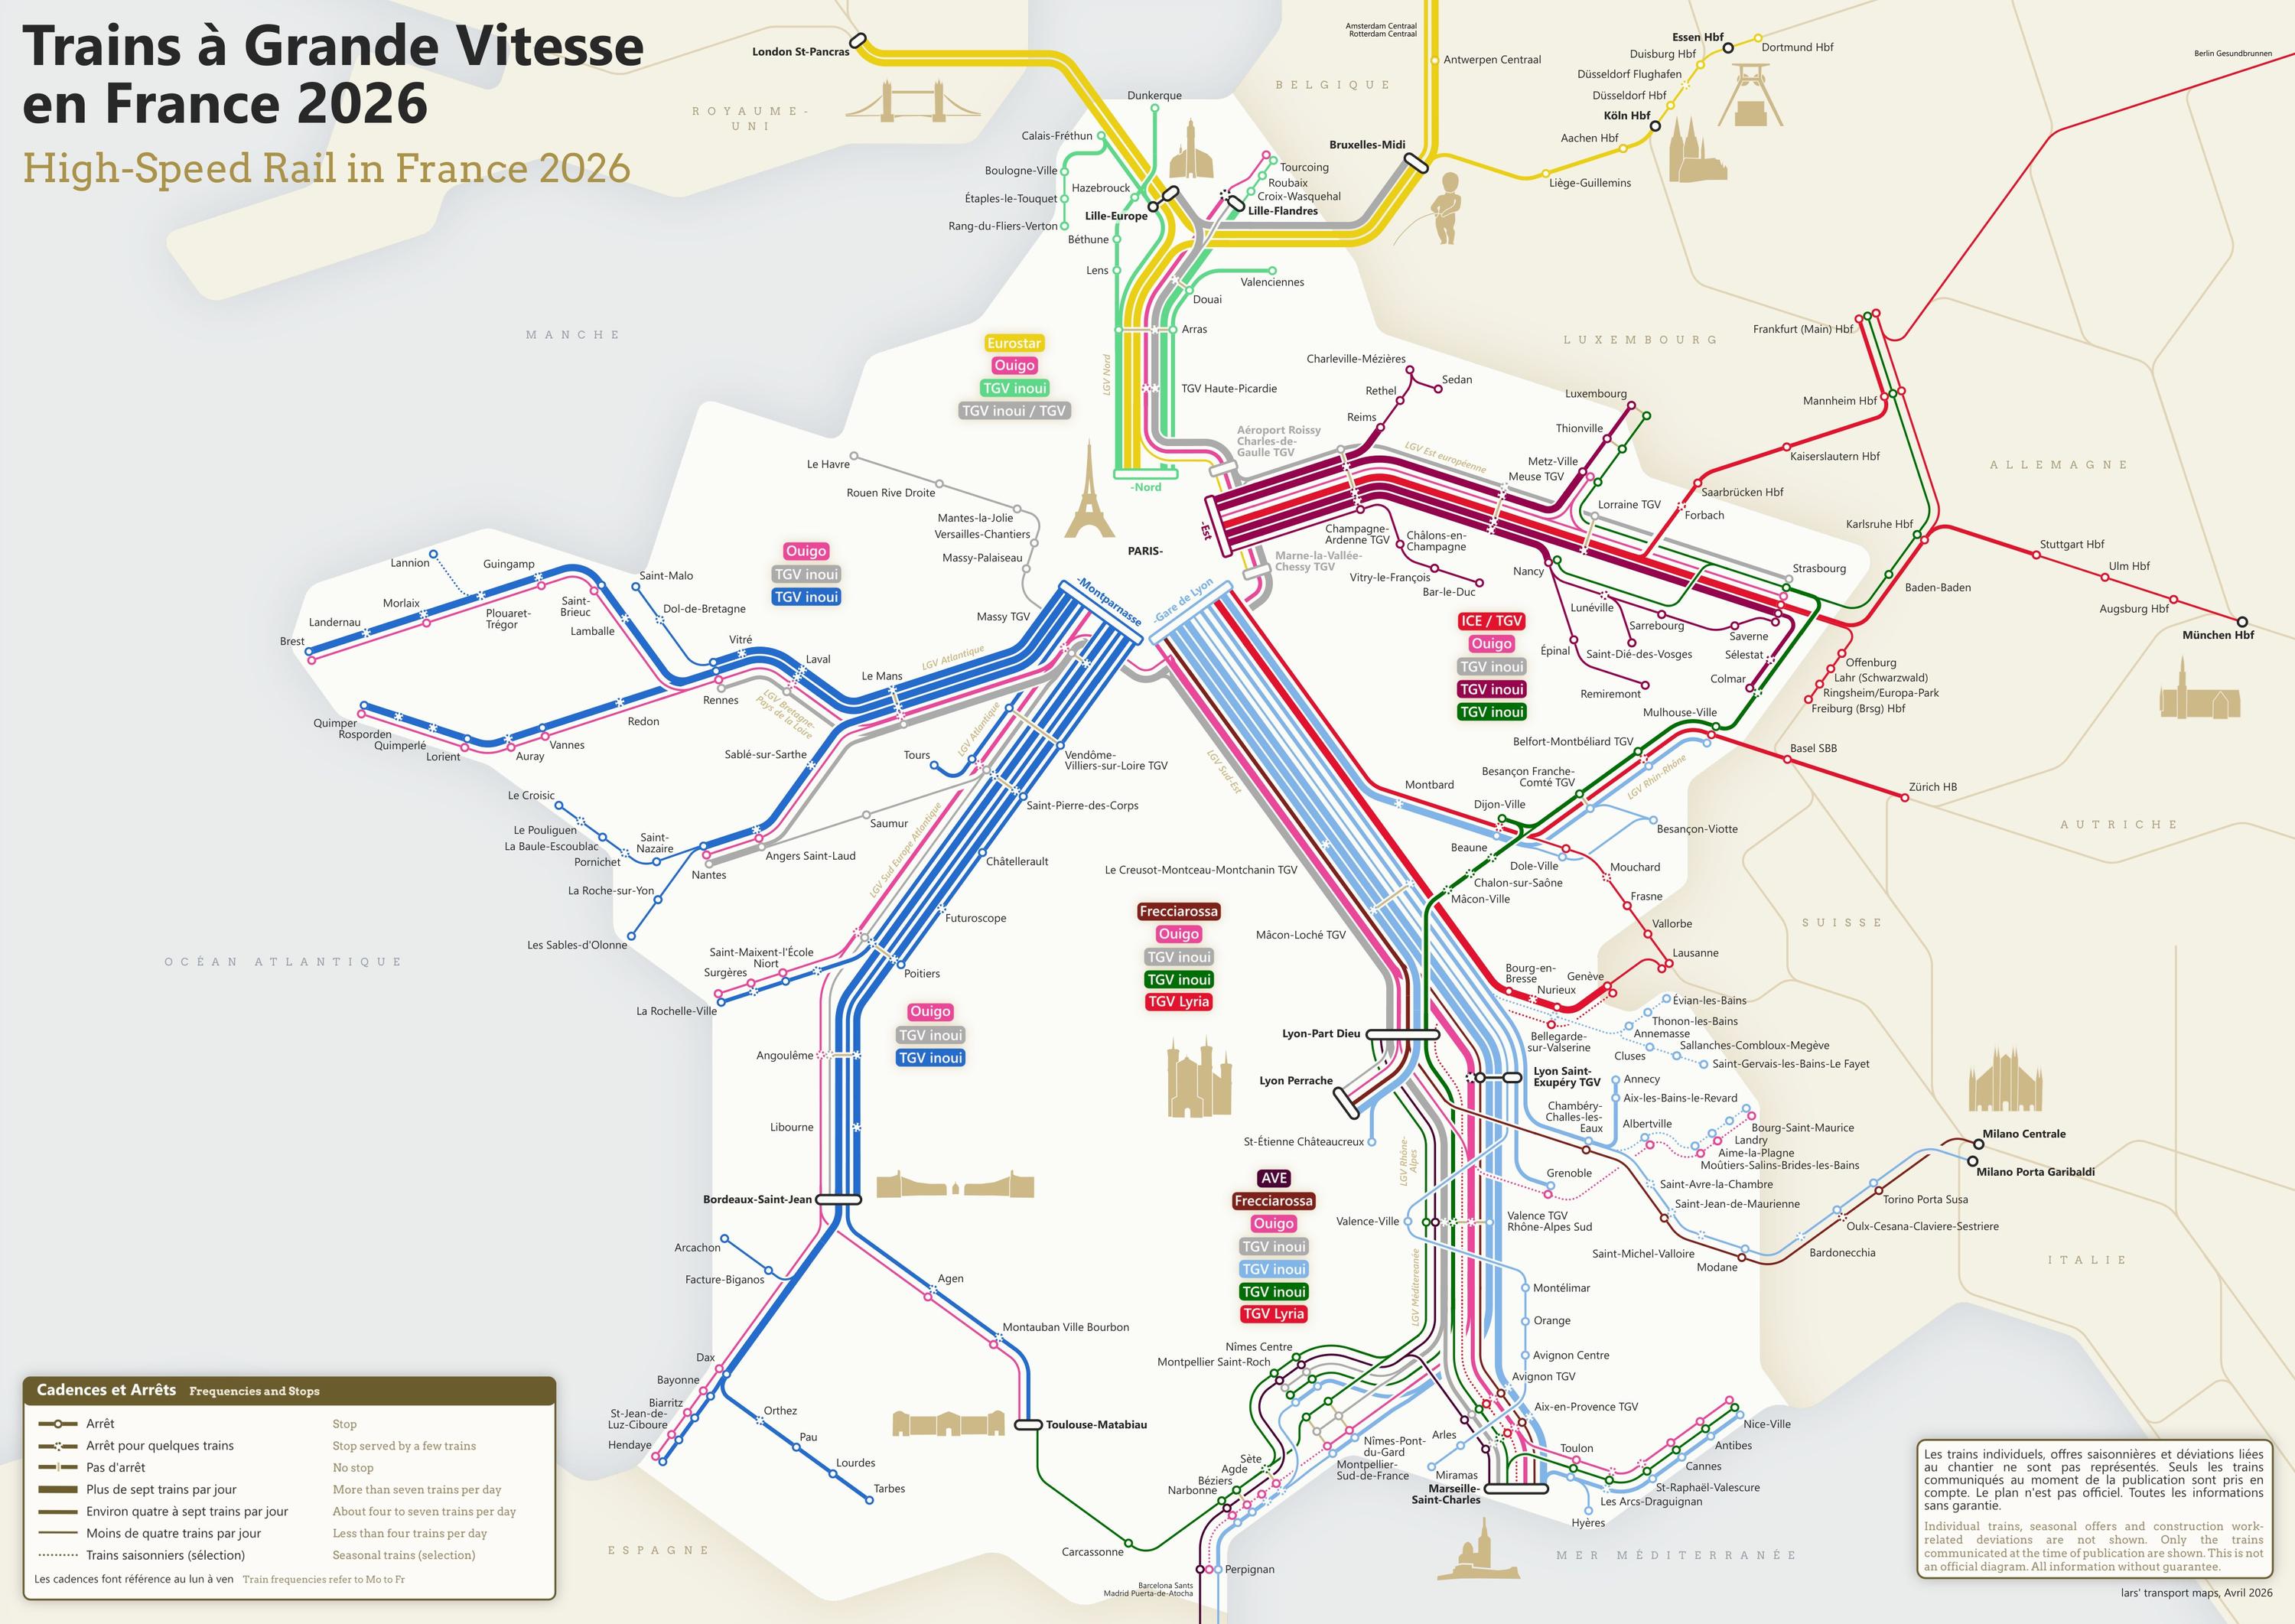 Trains à Grande Vitesse
en France 2026
High-Speed Rail in France 2026
London St-Pancras
ROYAUME-
UNI
Amsterdam Centraal
Rotterdam Centraal
BELGIQUE
Antwerpen Centraal
Essen Hbf
Dortmund Hbf
Duisburg Hbf
Düsseldorf Flughafen
Düsseldorf Hbf
Köln Hbf
Aachen Hbf
Liège-Guillemins
Bruxelles-Midi
Berlin Gesundbrunnen
Dunkerque
Calais-Fréthun
Boulogne-Ville
Hazebrouck
Étaples-le-Touquet
Lille-Europe
Rang-du-Fliers-Verton
Béthune
Lens
Tourcoing
Roubaix
Croix-Wasquehal
Lille-Flandres
Valenciennes
Douai
Arras
LGV Nord
TGV Haute-Picardie
Eurostar
Ouigo
TGV inoui
TGV inoui / TGV
MANCHE
LUXEMBOURG
Frankfurt (Main) Hbf
Mannheim Hbf
Kaiserslautern Hbf
Saarbrücken Hbf
Forbach
ALLEMAGNE
Charleville-Mézières
Sedan
Rethel
Reims
Aéroport Roissy
Charles-de-
Gaulle TGV
LGV Est européenne
Luxembourg
Thionville
Metz-Ville
Meuse TGV
Lorraine TGV
-Nord
-Est
PARIS-
-Montparnasse
-Gare de Lyon
Marne-la-Vallée-
Chessy TGV
Champagne-
Ardenne TGV
Châlons-en-
Champagne
Vitry-le-François
Bar-le-Duc
Nancy
Lunéville
Sarrebourg
Saverne
Saint-Dié-des-Vosges
Épinal
Remiremont
Strasbourg
Sélestat
Colmar
Karlsruhe Hbf
Baden-Baden
Stuttgart Hbf
Ulm Hbf
Augsburg Hbf
München Hbf
Offenburg
Lahr (Schwarzwald)
Ringsheim/Europa-Park
Freiburg (Brsg) Hbf
ICE / TGV
Ouigo
TGV inoui
TGV inoui
TGV inoui
Le Havre
Rouen Rive Droite
Mantes-la-Jolie
Versailles-Chantiers
Massy-Palaiseau
Massy TGV
Ouigo
TGV inoui
TGV inoui
Lannion
Guingamp
Morlaix
Plouaret-
Trégor
Saint-
Brieuc
Landernau
Brest
Lamballe
Saint-Malo
Dol-de-Bretagne
Vitré
Laval
Rennes
LGV Bretagne-
Pays de la Loire
Le Mans
LGV Atlantique
Quimper
Rosporden
Quimperlé
Lorient
Auray
Vannes
Redon
Sablé-sur-Sarthe
LGV Atlantique
Tours
Vendôme-
Villiers-sur-Loire TGV
Saint-Pierre-des-Corps
Le Croisic
Le Pouliguen
La Baule-Escoublac
Pornichet
Saint-
Nazaire
Nantes
Angers Saint-Laud
Saumur
La Roche-sur-Yon
Les Sables-d'Olonne
LGV Sud Europe Atlantique
Châtellerault
Futuroscope
Poitiers
OCÉAN ATLANTIQUE
Saint-Maixent-l'École
Niort
Surgères
La Rochelle-Ville
Ouigo
TGV inoui
TGV inoui
Angoulême
Libourne
Bordeaux-Saint-Jean
Arcachon
Facture-Biganos
Agen
Montauban Ville Bourbon
Toulouse-Matabiau
Dax
Bayonne
Biarritz
St-Jean-de-
Luz-Ciboure
Hendaye
Orthez
Pau
Lourdes
Tarbes
Carcassonne
ESPAGNE
LGV Sud-Est
Montbard
Mulhouse-Ville
Belfort-Montbéliard TGV
Besançon Franche-
Comté TGV
LGV Rhin-Rhône
Dijon-Ville
Basel SBB
Zürich HB
AUTRICHE
Besançon-Viotte
Beaune
Dole-Ville
Mouchard
Chalon-sur-Saône
Mâcon-Ville
Frasne
Vallorbe
Lausanne
SUISSE
Le Creusot-Montceau-Montchanin TGV
Frecciarossa
Ouigo
TGV inoui
TGV inoui
TGV Lyria
Mâcon-Loché TGV
Bourg-en-
Bresse
Nurieux
Genève
Bellegarde-
sur-Valserine
Évian-les-Bains
Thonon-les-Bains
Annemasse
Sallanches-Combloux-Megève
Cluses
Saint-Gervais-les-Bains-Le Fayet
Lyon-Part Dieu
Lyon Perrache
Lyon Saint-
Exupéry TGV
Annecy
Aix-les-Bains-le-Revard
Chambéry-
Challes-les-
Eaux
Albertville
Bourg-Saint-Maurice
Landry
Aime-la-Plagne
Moûtiers-Salins-Brides-les-Bains
St-Étienne Châteaucreux
LGV Rhône-
Alpes
Grenoble
Saint-Avre-la-Chambre
Saint-Jean-de-Maurienne
Saint-Michel-Valloire
Modane
Bardonecchia
Oulx-Cesana-Claviere-Sestriere
Torino Porta Susa
Milano Centrale
Milano Porta Garibaldi
ITALIE
AVE
Frecciarossa
Ouigo
TGV inoui
TGV inoui
TGV inoui
TGV Lyria
Valence-Ville
Valence TGV
Rhône-Alpes Sud
LGV Méditerranée
Montélimar
Orange
Avignon Centre
Avignon TGV
Aix-en-Provence TGV
Nîmes Centre
Montpellier Saint-Roch
Nîmes-Pont-
du-Gard
Montpellier-
Sud-de-France
Arles
Miramas
Marseille-
Saint-Charles
Sète
Agde
Béziers
Narbonne
Perpignan
Barcelona Sants
Madrid Puerta-de-Atocha
Toulon
Hyères
Les Arcs-Draguignan
St-Raphaël-Valescure
Cannes
Antibes
Nice-Ville
MER MÉDITERRANÉE
Cadences et Arrêts Frequencies and Stops
Arrêt Stop
Arrêt pour quelques trains Stop served by a few trains
Pas d'arrêt No stop
Plus de sept trains par jour More than seven trains per day
Environ quatre à sept trains par jour About four to seven trains per day
Moins de quatre trains par jour Less than four trains per day
Trains saisonniers (sélection) Seasonal trains (selection)
Les cadences font référence au lun à ven Train frequencies refer to Mo to Fr
Les trains individuels, offres saisonnières et déviations liées
au chantier ne sont pas représentés. Seuls les trains
communiqués au moment de la publication sont pris en
compte. Le plan n'est pas officiel. Toutes les informations
sans garantie.
Individual trains, seasonal offers and construction work-
related deviations are not shown. Only the trains
communicated at the time of publication are shown. This is not
an official diagram. All information without guarantee.
lars' transport maps, Avril 2026